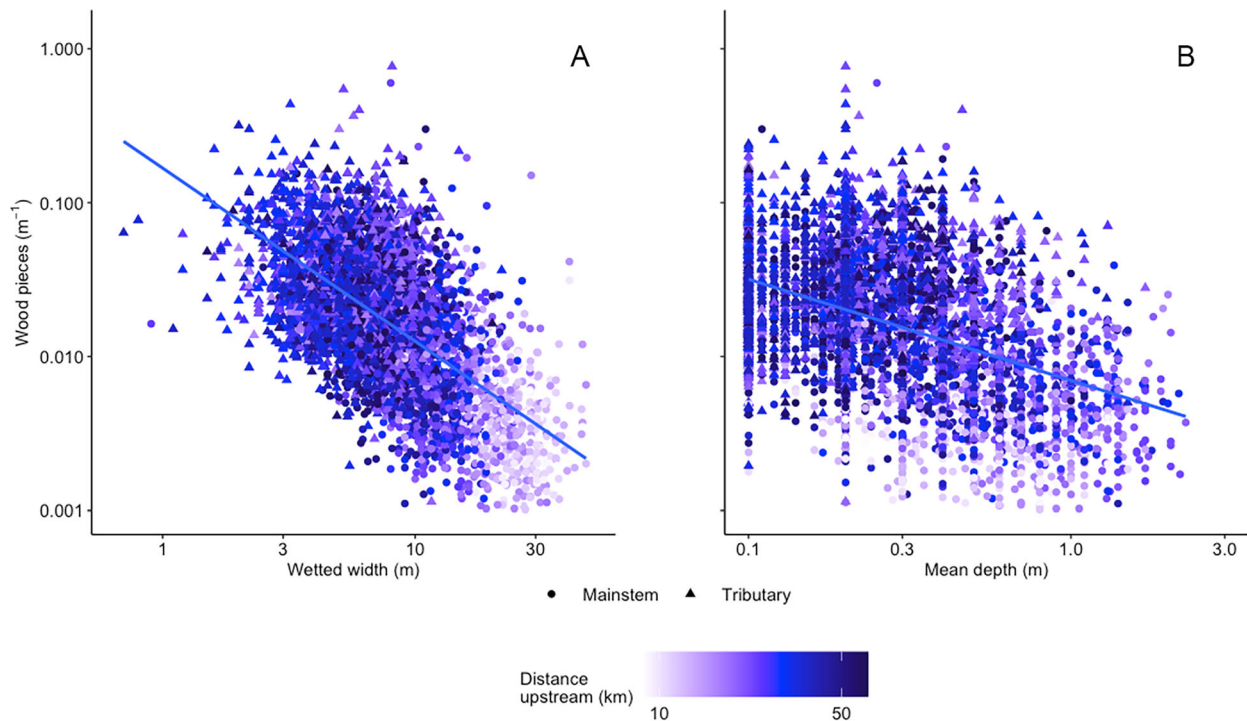 A
B
1.000
0.100
0.010
0.001
Wood pieces (m⁻¹)
1
3
10
30
Wetted width (m)
0.1
0.3
1.0
3.0
Mean depth (m)
Mainstem
Tributary
Distance
upstream (km)
10
50